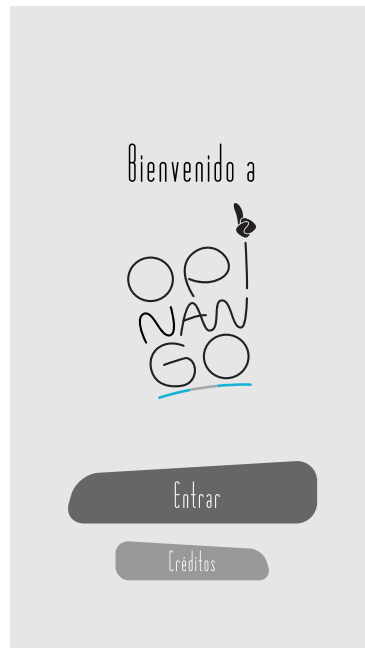 Bienvenido a
OPI
NAN
GO
Entrar
Créditos